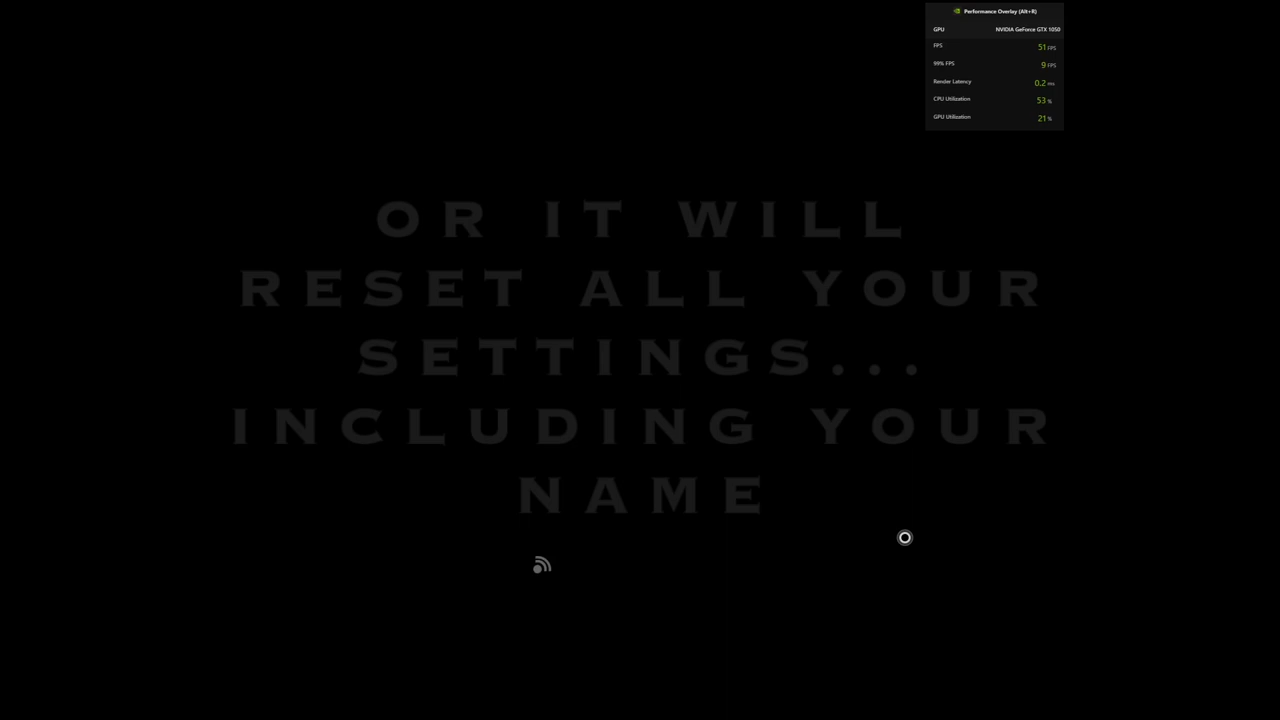 Performance Overlay (Alt+R)
GPU NVIDIA GeForce GTX 1050
FPS 51 FPS
99% FPS 9 FPS
Render Latency 0.2 ms
CPU Utilization 53 %
GPU Utilization 21 %
OR IT WILL
RESET ALL YOUR
SETTINGS...
INCLUDING YOUR
NAME